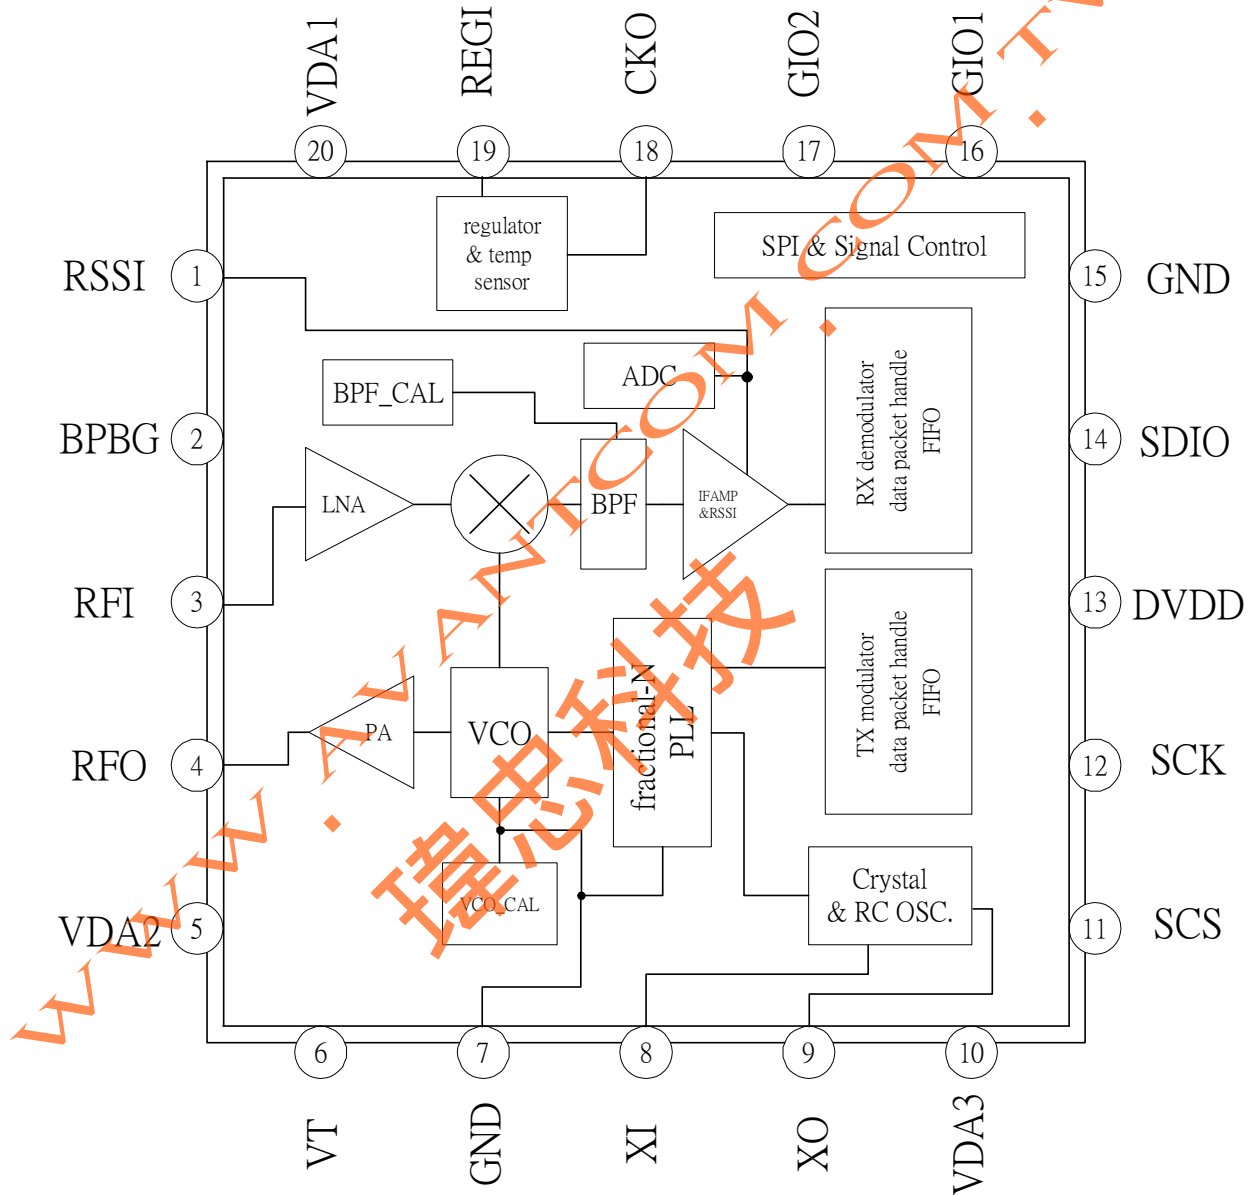 VDA1
REGI
CKO
GIO2
GIO1
20
19
18
17
16
regulator
& temp
sensor
SPI & Signal Control
RSSI
1
15
GND
ADC
BPF_CAL
RX demodulator
data packet handle
FIFO
BPBG
2
14
SDIO
LNA
BPF
IFAMP
&RSSI
RFI
3
13
DVDD
TX modulator
data packet handle
FIFO
fractional-N
PLL
VCO
PA
RFO
4
12
SCK
Crystal
& RC OSC.
VCO_CAL
VDA2
5
11
SCS
6
7
8
9
10
VT
GND
XI
XO
VDA3
WWW.AVANTCOM.COM.TW
瑋忠科技